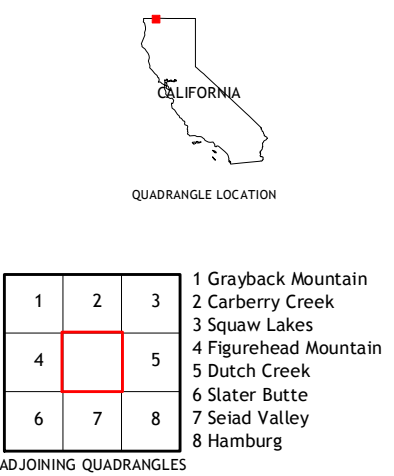 CALIFORNIA
QUADRANGLE LOCATION
1 2 3
4 5
6 7 8
1 Grayback Mountain
2 Carberry Creek
3 Squaw Lakes
4 Figurehead Mountain
5 Dutch Creek
6 Slater Butte
7 Seiad Valley
8 Hamburg
ADJOINING QUADRANGLES